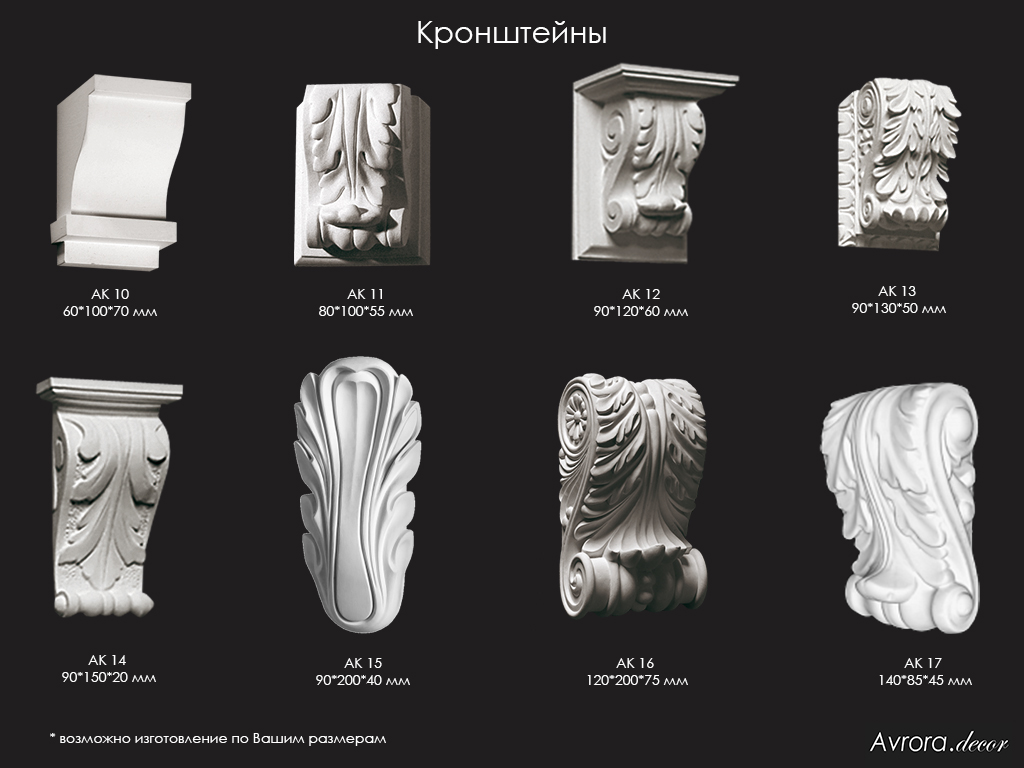 Кронштейны
АК 10
60*100*70 мм
АК 11
80*100*55 мм
АК 12
90*120*60 мм
АК 13
90*130*50 мм
АК 14
90*150*20 мм
АК 15
90*200*40 мм
АК 16
120*200*75 мм
АК 17
140*85*45 мм
* возможно изготовление по Вашим размерам
Avrora.decor